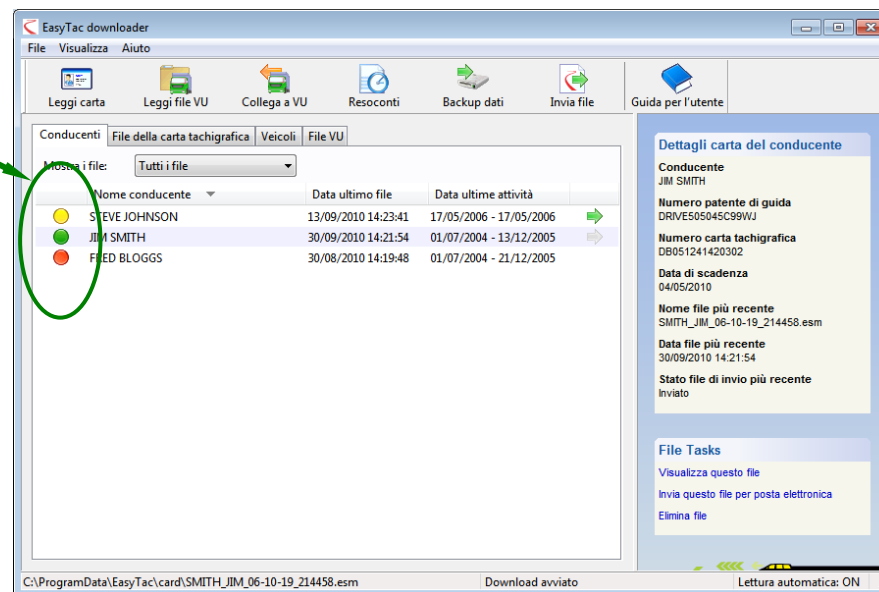 EasyTac downloader
File Visualizza Aiuto
Leggi carta Leggi file VU Collega a VU Resoconti Backup dati Invia file Guida per l'utente
Conducenti File della carta tachigrafica Veicoli File VU
Mostra i file: Tutti i file
Nome conducente Data ultimo file Data ultime attività
STEVE JOHNSON 13/09/2010 14:23:41 17/05/2006 - 17/05/2006
JIM SMITH 30/09/2010 14:21:54 01/07/2004 - 13/12/2005
FRED BLOGGS 30/08/2010 14:19:48 01/07/2004 - 21/12/2005
Dettagli carta del conducente
Conducente
JIM SMITH
Numero patente di guida
DRIVE505045C99WJ
Numero carta tachigrafica
DB051241420302
Data di scadenza
04/05/2010
Nome file più recente
SMITH_JIM_06-10-19_214458.esm
Data file più recente
30/09/2010 14:21:54
Stato file di invio più recente
Inviato
File Tasks
Visualizza questo file
Invia questo file per posta elettronica
Elimina file
C:\ProgramData\EasyTac\card\SMITH_JIM_06-10-19_214458.esm Download avviato Lettura automatica: ON